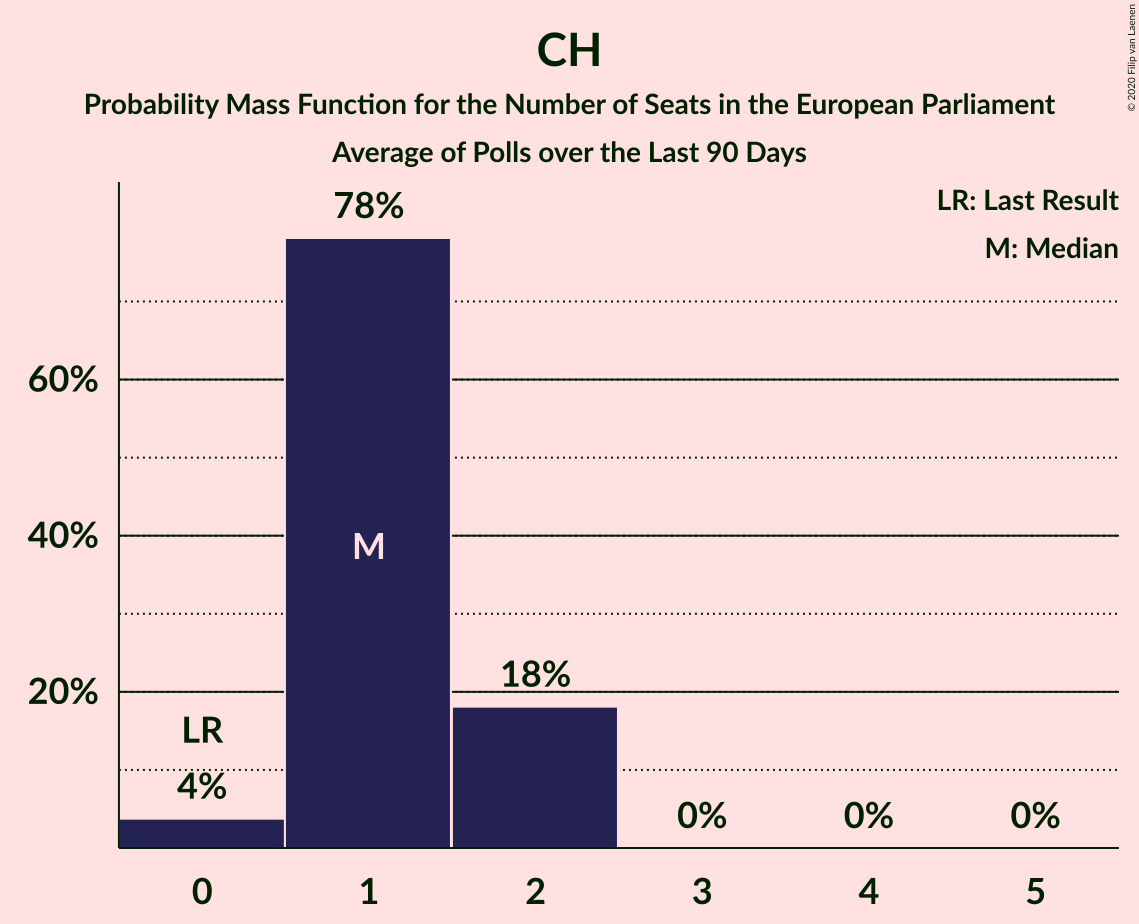 CH
Probability Mass Function for the Number of Seats in the European Parliament
Average of Polls over the Last 90 Days
© 2020 Filip van Laenen
LR: Last Result
M: Median
78%
60%
40%
20%
M
18%
LR
4%
0%
0%
0%
0
1
2
3
4
5